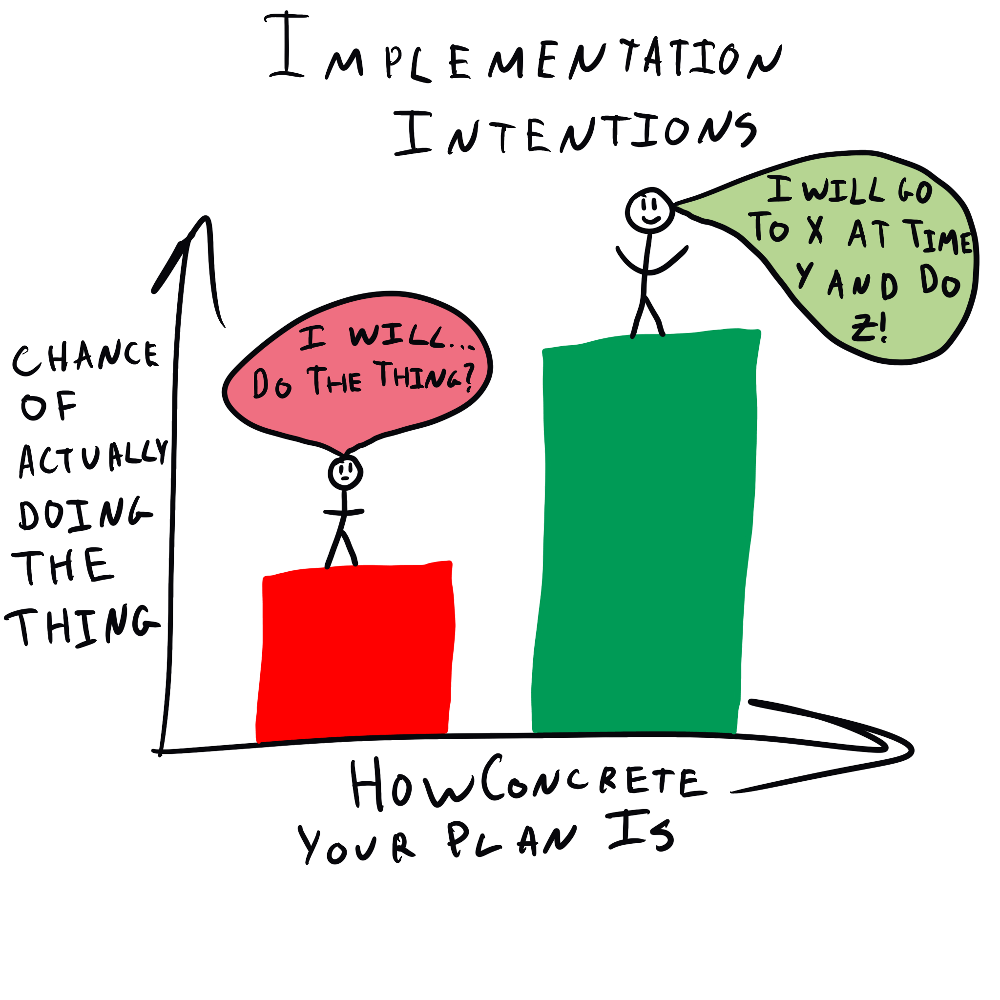 IMPLEMENTATION
INTENTIONS
I WILL GO
TO X AT TIME
Y AND DO
Z!
I WILL...
DO THE THING?
CHANCE
OF
ACTUALLY
DOING
THE
THING
HOW CONCRETE
YOUR PLAN IS